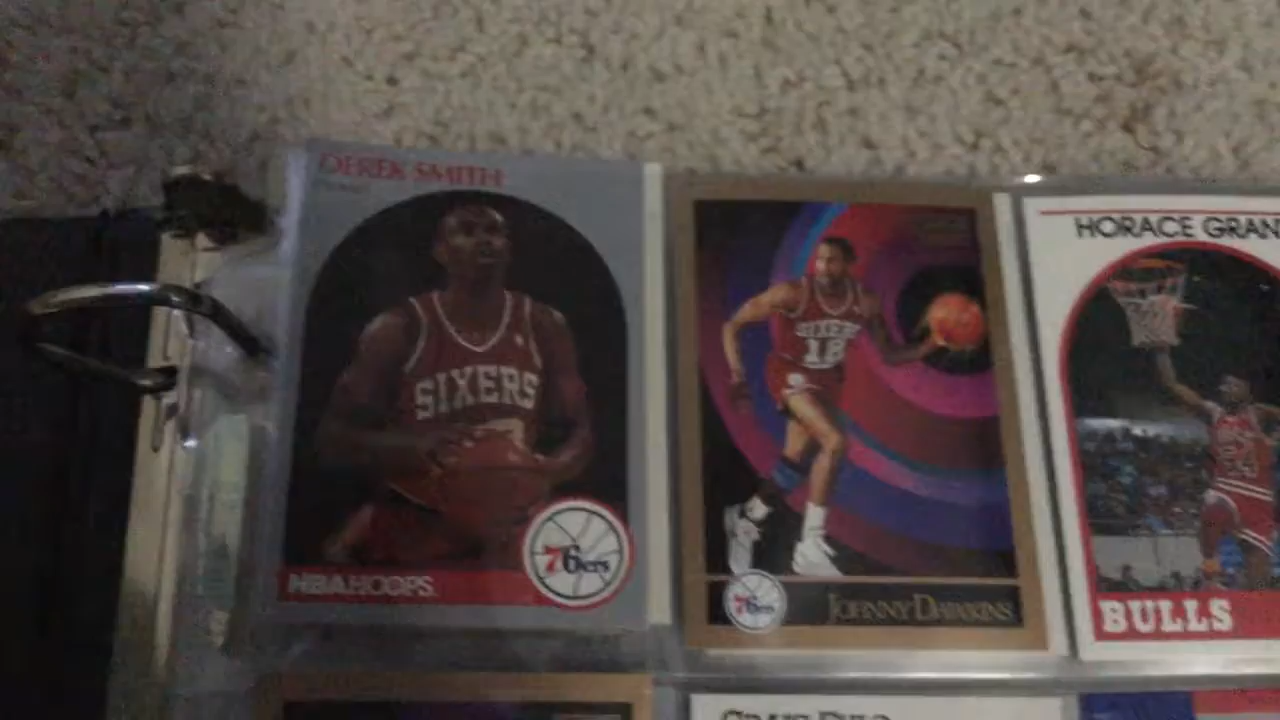 DEREK SMITH
SIXERS
76ers
NBA HOOPS
SIXERS
18
76ers
JOHNNY DAWKINS
HORACE GRAN
BULLS